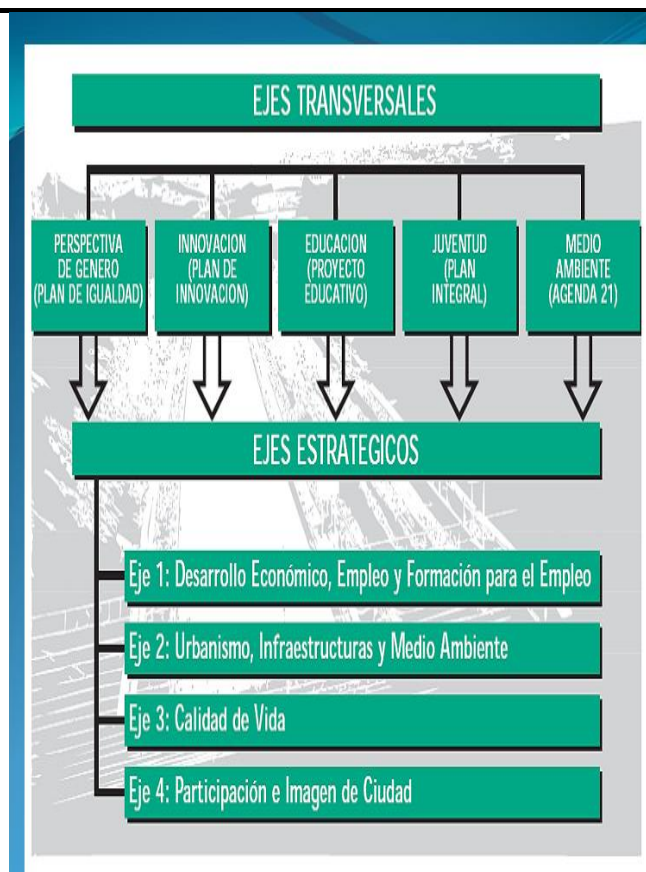 EJES TRANSVERSALES
PERSPECTIVA
DE GENERO
(PLAN DE IGUALDAD)
INNOVACION
(PLAN DE
INNOVACION)
EDUCACION
(PROYECTO
EDUCATIVO)
JUVENTUD
(PLAN
INTEGRAL)
MEDIO
AMBIENTE
(AGENDA 21)
EJES ESTRATEGICOS
Eje 1: Desarrollo Económico, Empleo y Formación para el Empleo
Eje 2: Urbanismo, Infraestructuras y Medio Ambiente
Eje 3: Calidad de Vida
Eje 4: Participación e Imagen de Ciudad